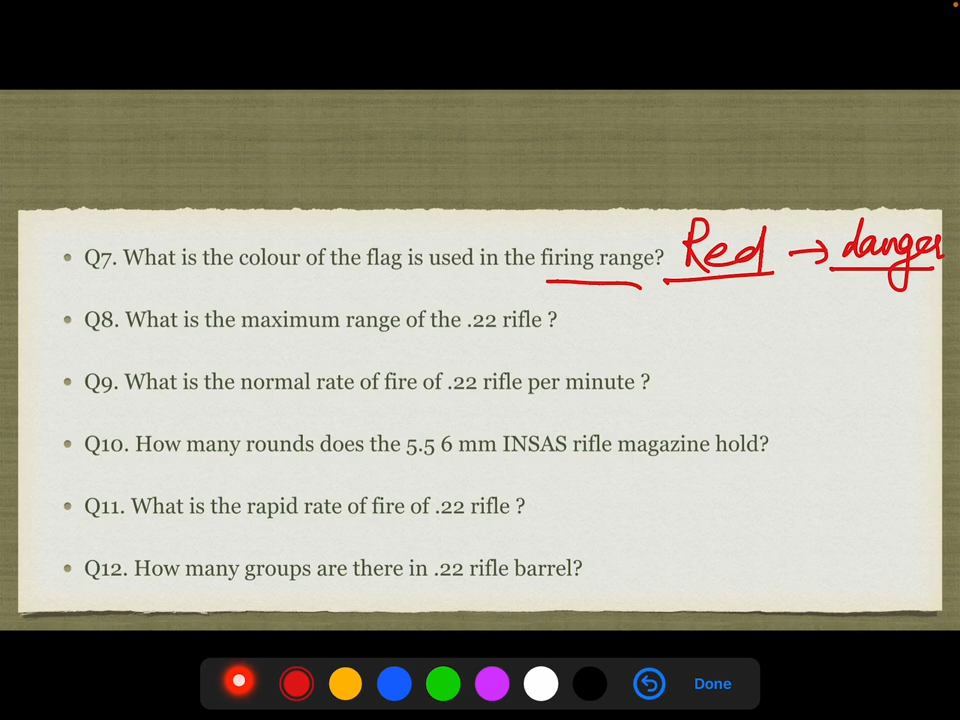 • Q7. What is the colour of the flag is used in the firing range? Red → danger
• Q8. What is the maximum range of the .22 rifle ?
• Q9. What is the normal rate of fire of .22 rifle per minute ?
• Q10. How many rounds does the 5.5 6 mm INSAS rifle magazine hold?
• Q11. What is the rapid rate of fire of .22 rifle ?
• Q12. How many groups are there in .22 rifle barrel?
Done